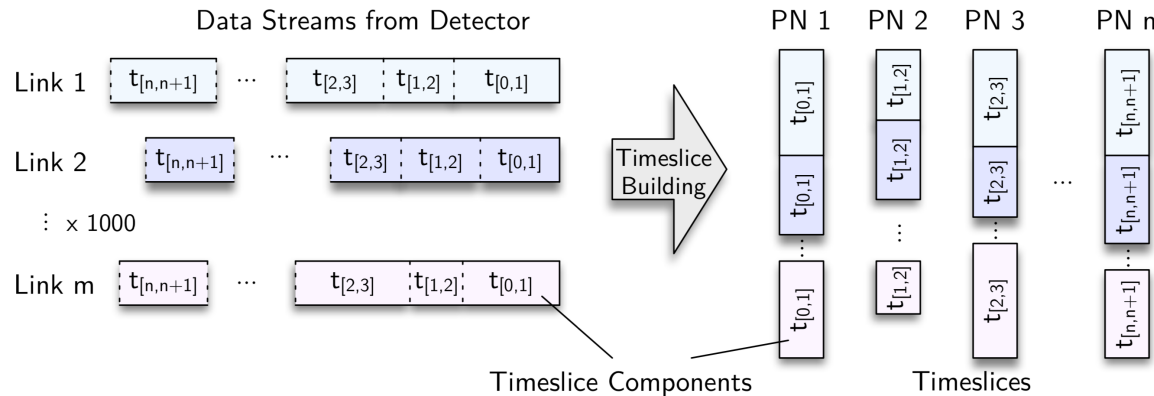 Data Streams from Detector
Link 1 t[n,n+1] ... t[2,3] t[1,2] t[0,1]
Link 2 t[n,n+1] ... t[2,3] t[1,2] t[0,1]
⋮ x 1000
Link m t[n,n+1] ... t[2,3] t[1,2] t[0,1]
Timeslice
Building
PN 1 PN 2 PN 3 PN n
t[0,1] t[1,2] t[2,3] t[n,n+1]
t[0,1] t[1,2] t[2,3] ... t[n,n+1]
⋮ ⋮ ⋮ ⋮
t[0,1] t[1,2] t[2,3] t[n,n+1]
Timeslice Components
Timeslices